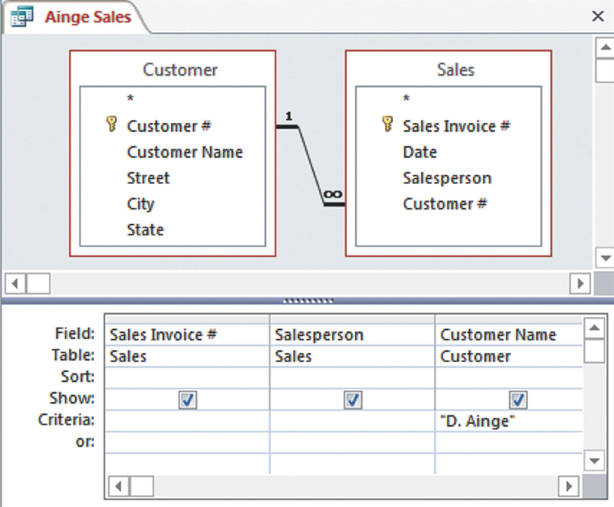 Ainge Sales
Customer
*
Customer #
Customer Name
Street
City
State
1
∞
Sales
*
Sales Invoice #
Date
Salesperson
Customer #
Field: Sales Invoice # Salesperson Customer Name
Table: Sales Sales Customer
Sort:
Show:
Criteria: "D. Ainge"
or: